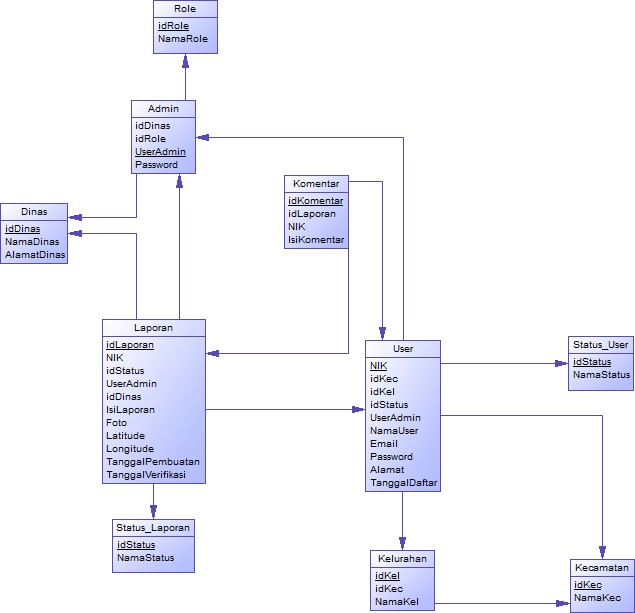 Role
idRole
NamaRole
Admin
idDinas
idRole
UserAdmin
Password
Komentar
idKomentar
idLaporan
NIK
IsiKomentar
Dinas
idDinas
NamaDinas
AlamatDinas
Laporan
idLaporan
NIK
idStatus
UserAdmin
idDinas
IsiLaporan
Foto
Latitude
Longitude
TanggalPembuatan
TanggalVerifikasi
User
NIK
idKec
idKel
idStatus
UserAdmin
NamaUser
Email
Password
Alamat
TanggalDaftar
Status_User
idStatus
NamaStatus
Status_Laporan
idStatus
NamaStatus
Kelurahan
idKel
idKec
NamaKel
Kecamatan
idKec
NamaKec